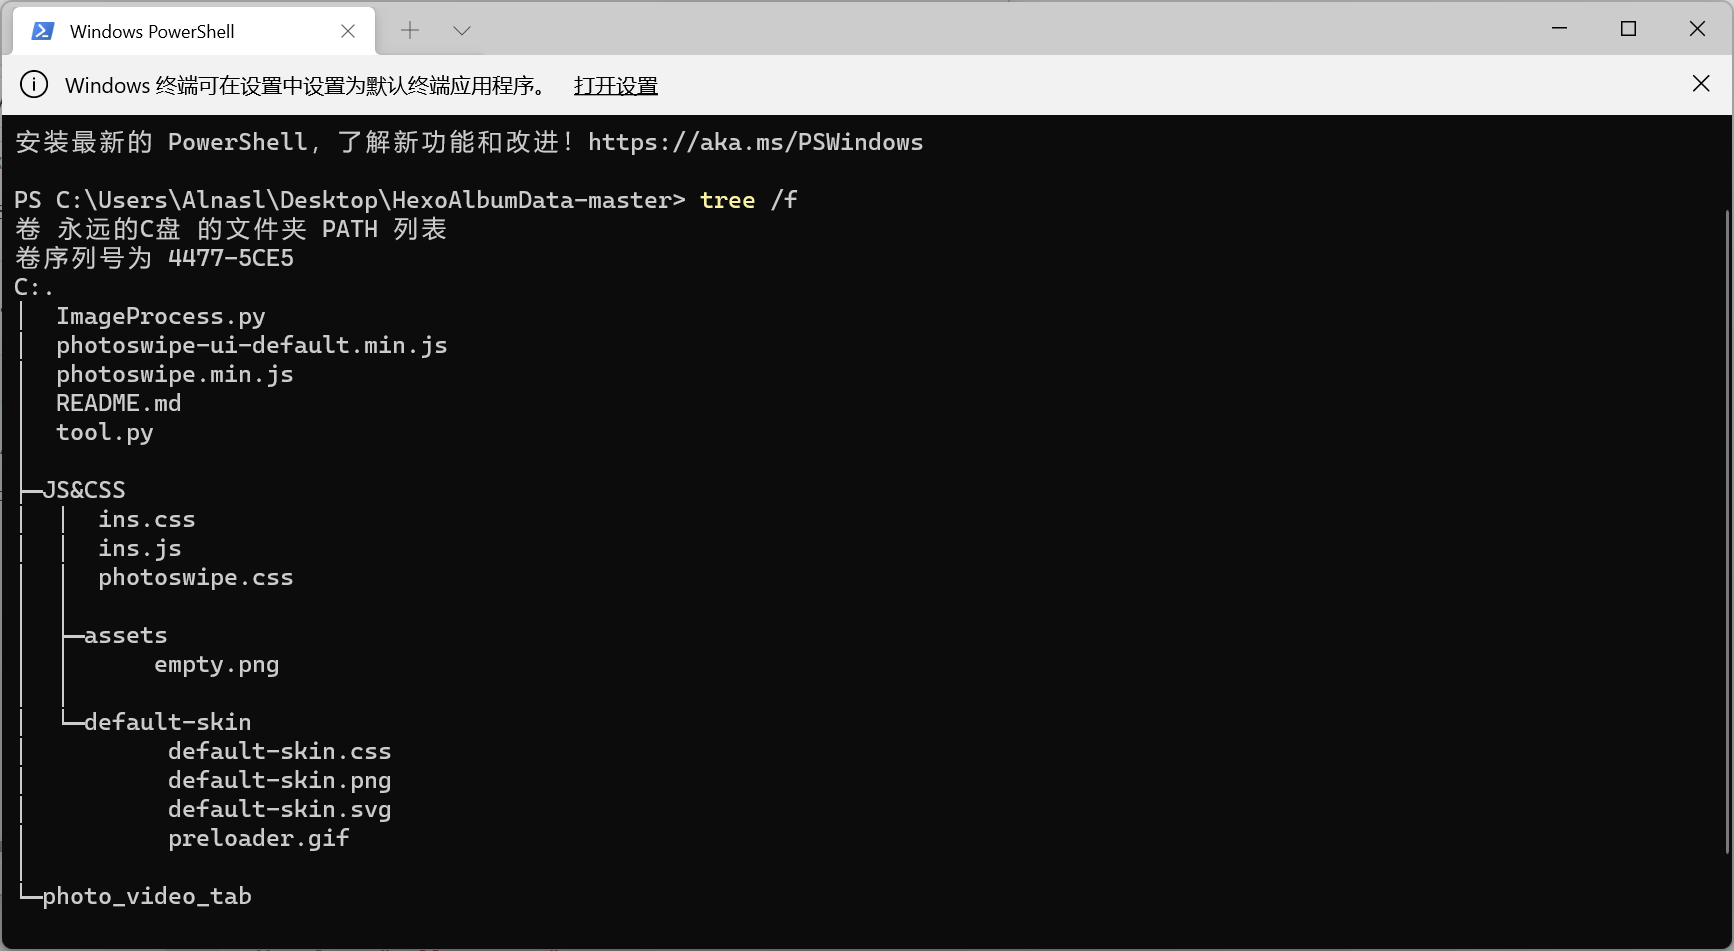 Windows PowerShell
Windows 终端可在设置中设置为默认终端应用程序。 打开设置
安装最新的 PowerShell，了解新功能和改进！https://aka.ms/PSWindows
PS C:\Users\Alnasl\Desktop\HexoAlbumData-master> tree /f
卷 永远的C盘 的文件夹 PATH 列表
卷序列号为 4477-5CE5
C:.
│  ImageProcess.py
│  photoswipe-ui-default.min.js
│  photoswipe.min.js
│  README.md
│  tool.py
│
├─JS&CSS
│  │  ins.css
│  │  ins.js
│  │  photoswipe.css
│  │
│  ├─assets
│  │      empty.png
│  │
│  └─default-skin
│          default-skin.css
│          default-skin.png
│          default-skin.svg
│          preloader.gif
│
└─photo_video_tab